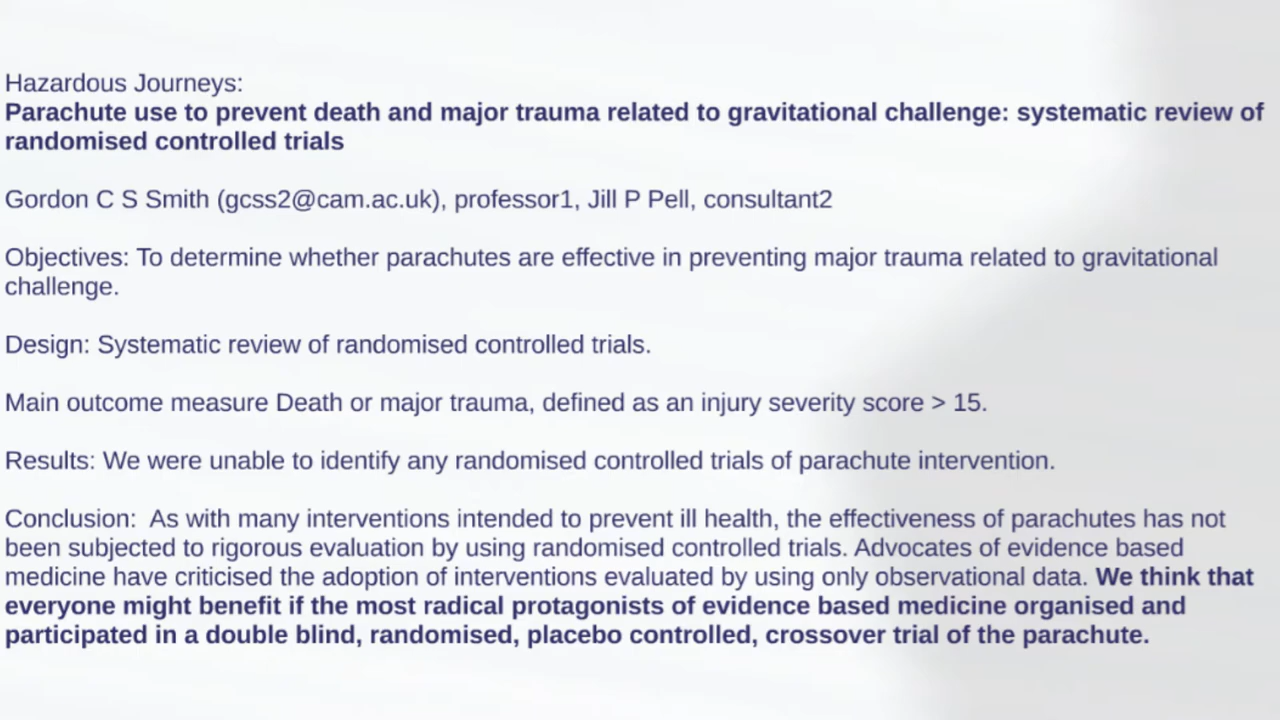 Hazardous Journeys:
Parachute use to prevent death and major trauma related to gravitational challenge: systematic review of
randomised controlled trials
Gordon C S Smith (gcss2@cam.ac.uk), professor1, Jill P Pell, consultant2
Objectives: To determine whether parachutes are effective in preventing major trauma related to gravitational
challenge.
Design: Systematic review of randomised controlled trials.
Main outcome measure Death or major trauma, defined as an injury severity score > 15.
Results: We were unable to identify any randomised controlled trials of parachute intervention.
Conclusion:  As with many interventions intended to prevent ill health, the effectiveness of parachutes has not
been subjected to rigorous evaluation by using randomised controlled trials. Advocates of evidence based
medicine have criticised the adoption of interventions evaluated by using only observational data. We think that
everyone might benefit if the most radical protagonists of evidence based medicine organised and
participated in a double blind, randomised, placebo controlled, crossover trial of the parachute.